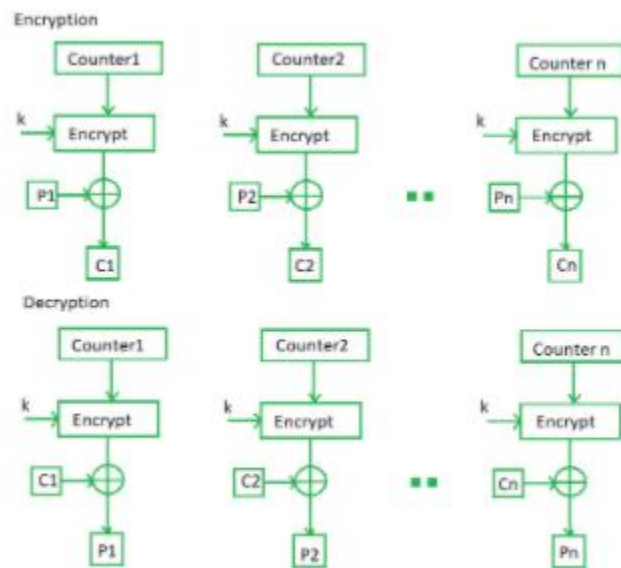 Encryption
Counter1 Counter2 Counter n
k Encrypt k Encrypt k Encrypt
P1 P2 Pn
C1 C2 Cn
Decryption
Counter1 Counter2 Counter n
k Encrypt k Encrypt k Encrypt
C1 C2 Cn
P1 P2 Pn